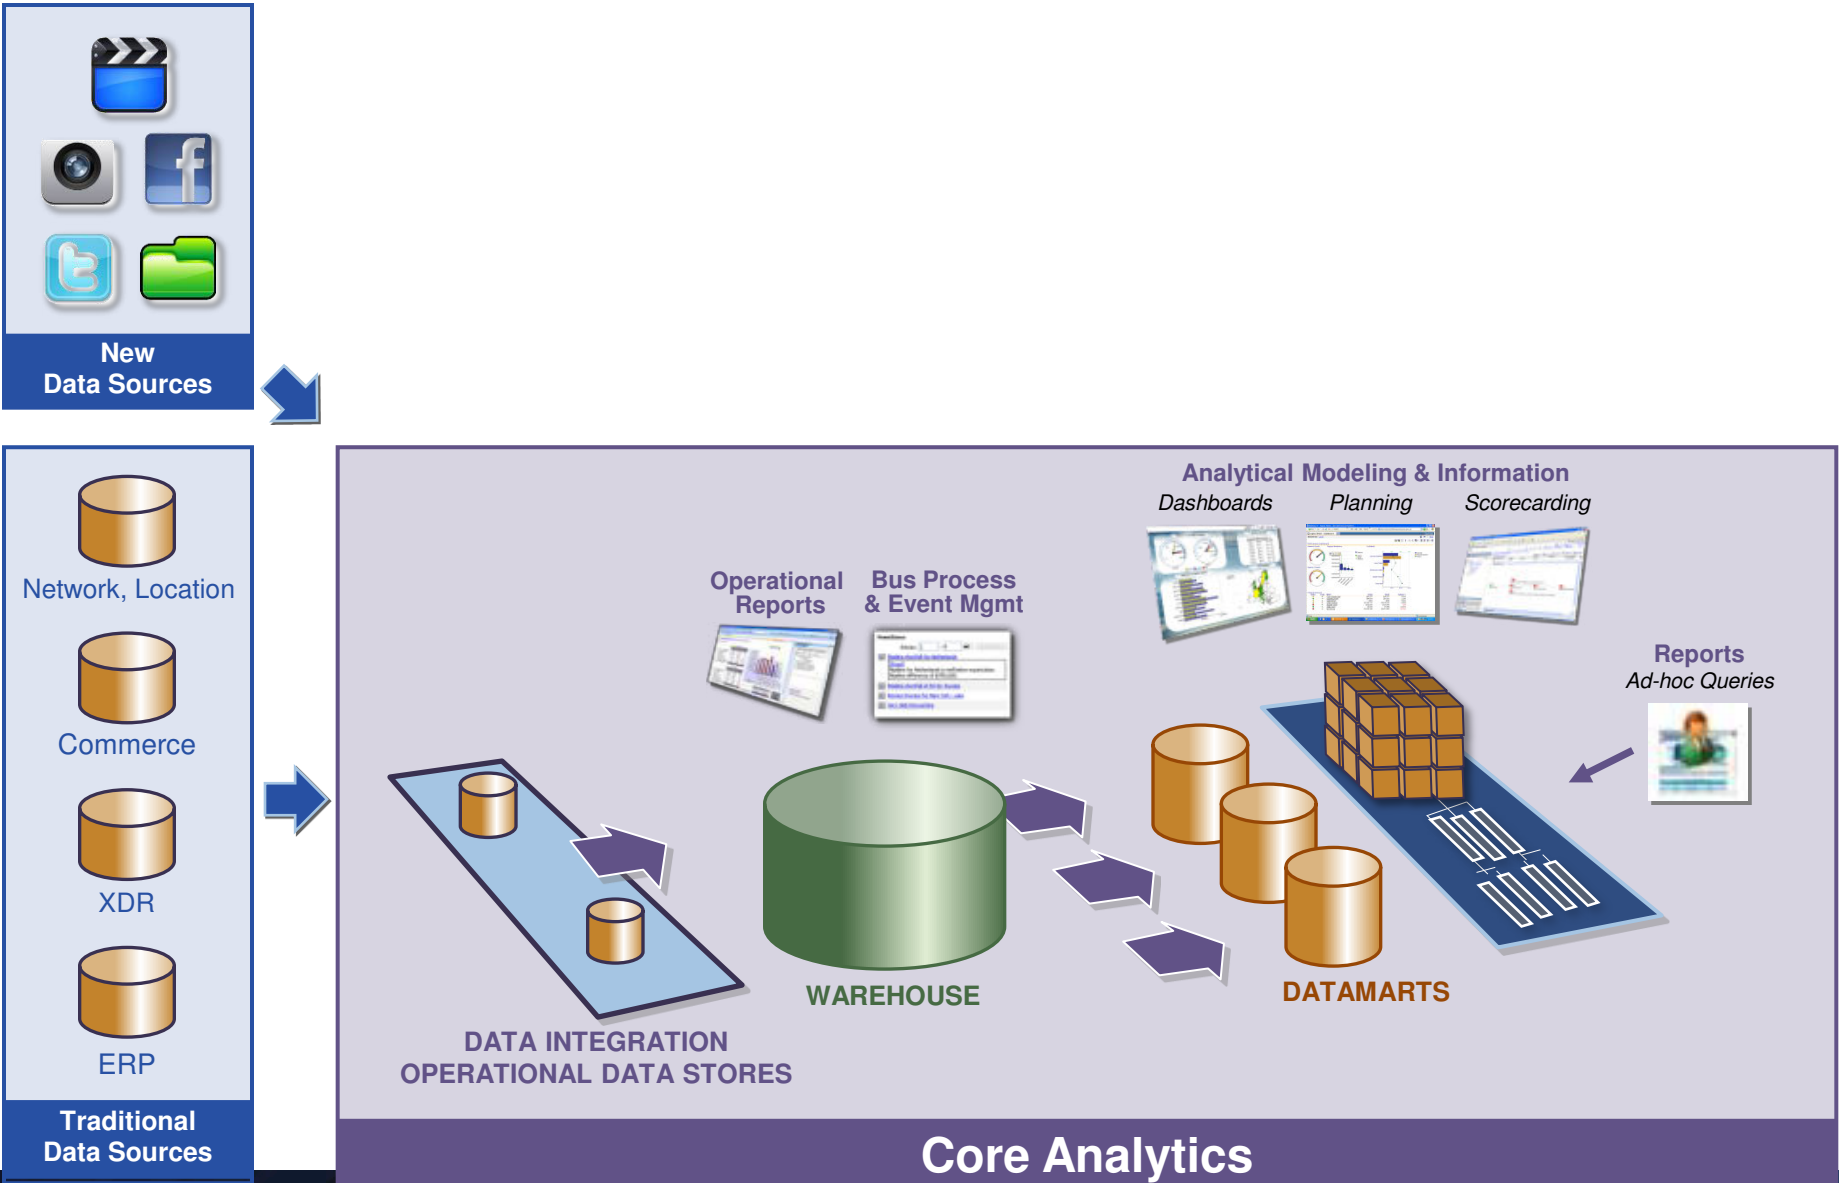 New
Data Sources
Network, Location
Commerce
XDR
ERP
Traditional
Data Sources
Analytical Modeling & Information
Dashboards
Planning
Scorecarding
Operational
Reports
Bus Process
& Event Mgmt
Reports
Ad-hoc Queries
WAREHOUSE
DATAMARTS
DATA INTEGRATION
OPERATIONAL DATA STORES
Core Analytics